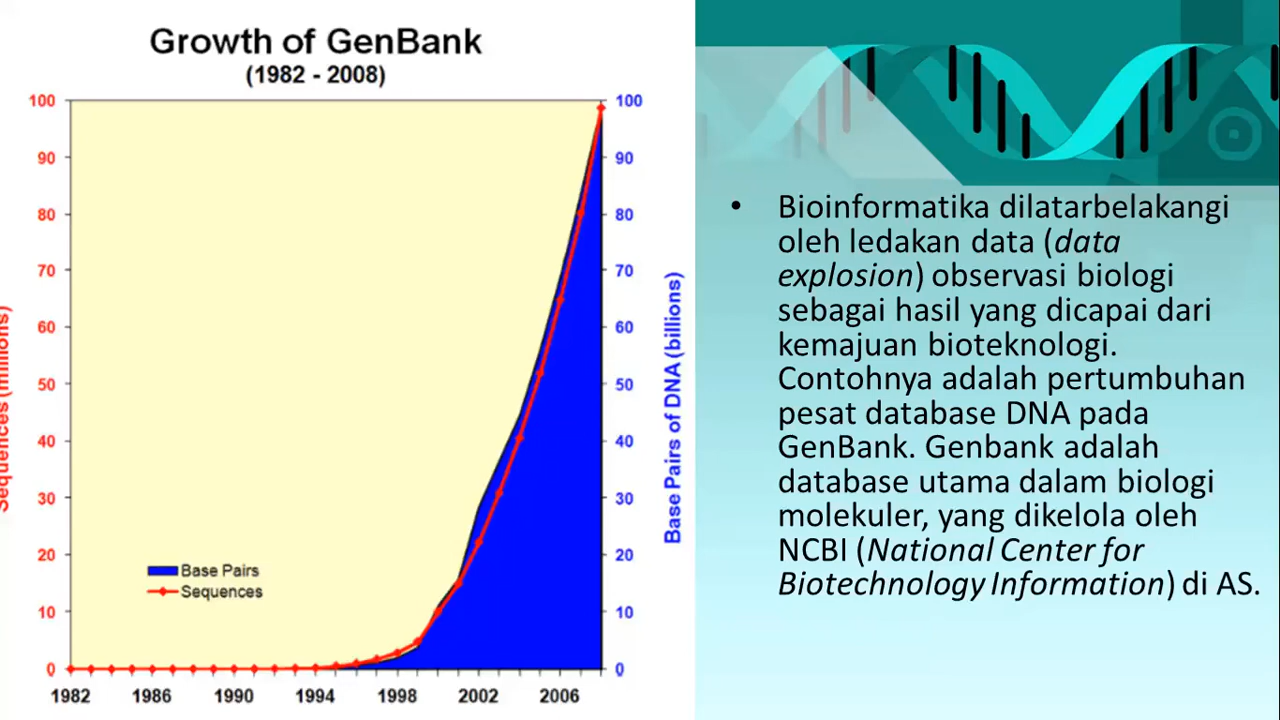 Growth of GenBank
(1982 - 2008)
100
90
80
70
60
50
40
30
20
10
0
Sequences (millions)
100
90
80
70
60
50
40
30
20
10
0
Base Pairs of DNA (billions)
Base Pairs
Sequences
1982
1986
1990
1994
1998
2002
2006
• Bioinformatika dilatarbelakangi
oleh ledakan data (data
explosion) observasi biologi
sebagai hasil yang dicapai dari
kemajuan bioteknologi.
Contohnya adalah pertumbuhan
pesat database DNA pada
GenBank. Genbank adalah
database utama dalam biologi
molekuler, yang dikelola oleh
NCBI (National Center for
Biotechnology Information) di AS.